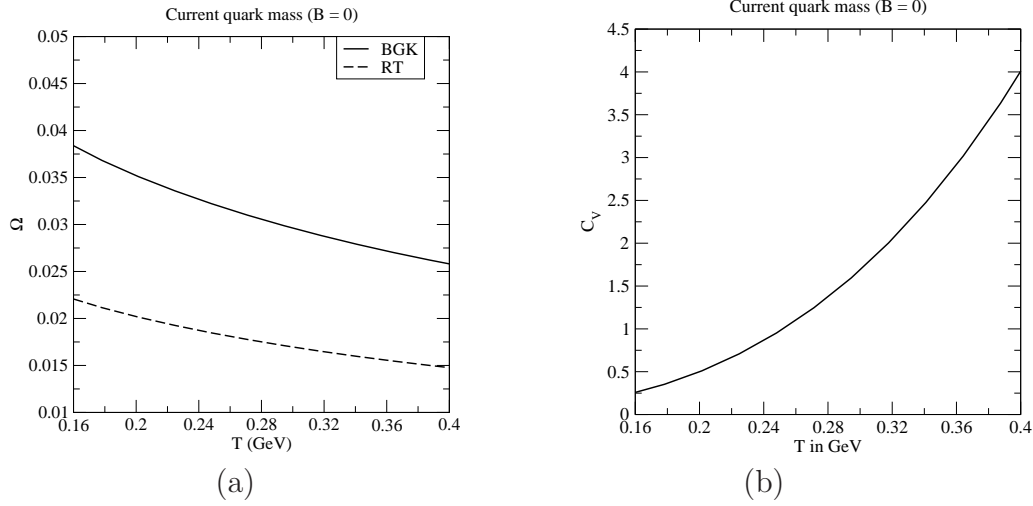 Current quark mass (B = 0)
0.05
0.045
0.04
0.035
0.03
0.025
0.02
0.015
0.01
Ω
BGK
RT
0.16 0.2 0.24 0.28 0.32 0.36 0.4
T (GeV)
(a)
Current quark mass (B = 0)
4.5
4
3.5
3
2.5
2
1.5
1
0.5
0
C_V
0.16 0.2 0.24 0.28 0.32 0.36 0.4
T in GeV
(b)